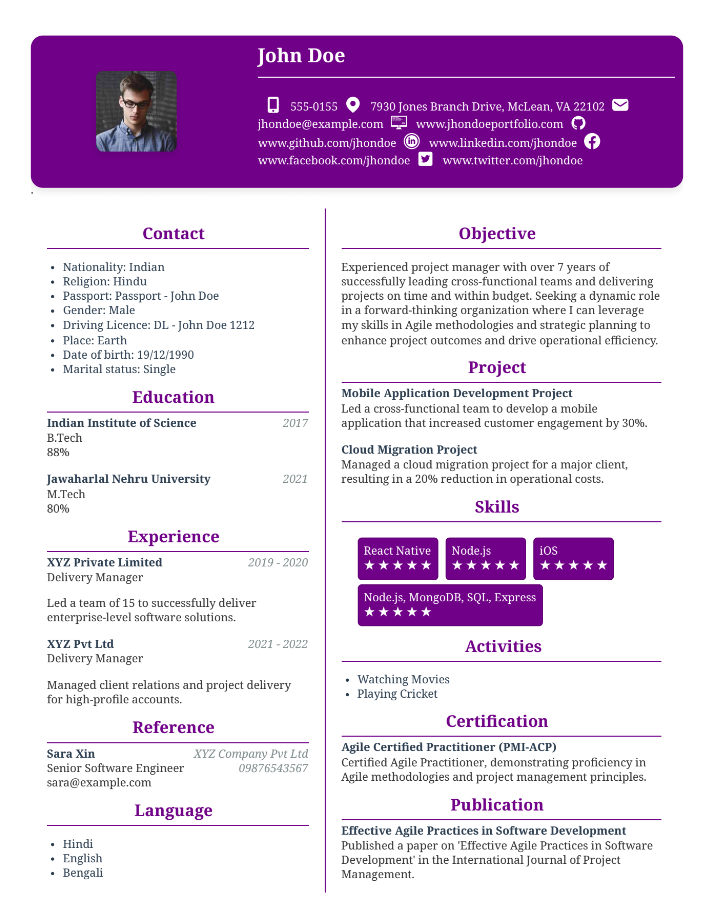 John Doe
555-0155 7930 Jones Branch Drive, McLean, VA 22102
jhondoe@example.com www.jhondoeportfolio.com
www.github.com/jhondoe www.linkedin.com/jhondoe
www.facebook.com/jhondoe www.twitter.com/jhondoe
.
Contact
• Nationality: Indian
• Religion: Hindu
• Passport: Passport - John Doe
• Gender: Male
• Driving Licence: DL - John Doe 1212
• Place: Earth
• Date of birth: 19/12/1990
• Marital status: Single
Education
Indian Institute of Science 2017
B.Tech
88%
Jawaharlal Nehru University 2021
M.Tech
80%
Experience
XYZ Private Limited 2019 - 2020
Delivery Manager
Led a team of 15 to successfully deliver
enterprise-level software solutions.
XYZ Pvt Ltd 2021 - 2022
Delivery Manager
Managed client relations and project delivery
for high-profile accounts.
Reference
Sara Xin XYZ Company Pvt Ltd
Senior Software Engineer 09876543567
sara@example.com
Language
• Hindi
• English
• Bengali
Objective
Experienced project manager with over 7 years of
successfully leading cross-functional teams and delivering
projects on time and within budget. Seeking a dynamic role
in a forward-thinking organization where I can leverage
my skills in Agile methodologies and strategic planning to
enhance project outcomes and drive operational efficiency.
Project
Mobile Application Development Project
Led a cross-functional team to develop a mobile
application that increased customer engagement by 30%.
Cloud Migration Project
Managed a cloud migration project for a major client,
resulting in a 20% reduction in operational costs.
Skills
React Native
★★★★★
Node.js
★★★★★
iOS
★★★★★
Node.js, MongoDB, SQL, Express
★★★★★
Activities
• Watching Movies
• Playing Cricket
Certification
Agile Certified Practitioner (PMI-ACP)
Certified Agile Practitioner, demonstrating proficiency in
Agile methodologies and project management principles.
Publication
Effective Agile Practices in Software Development
Published a paper on 'Effective Agile Practices in Software
Development' in the International Journal of Project
Management.